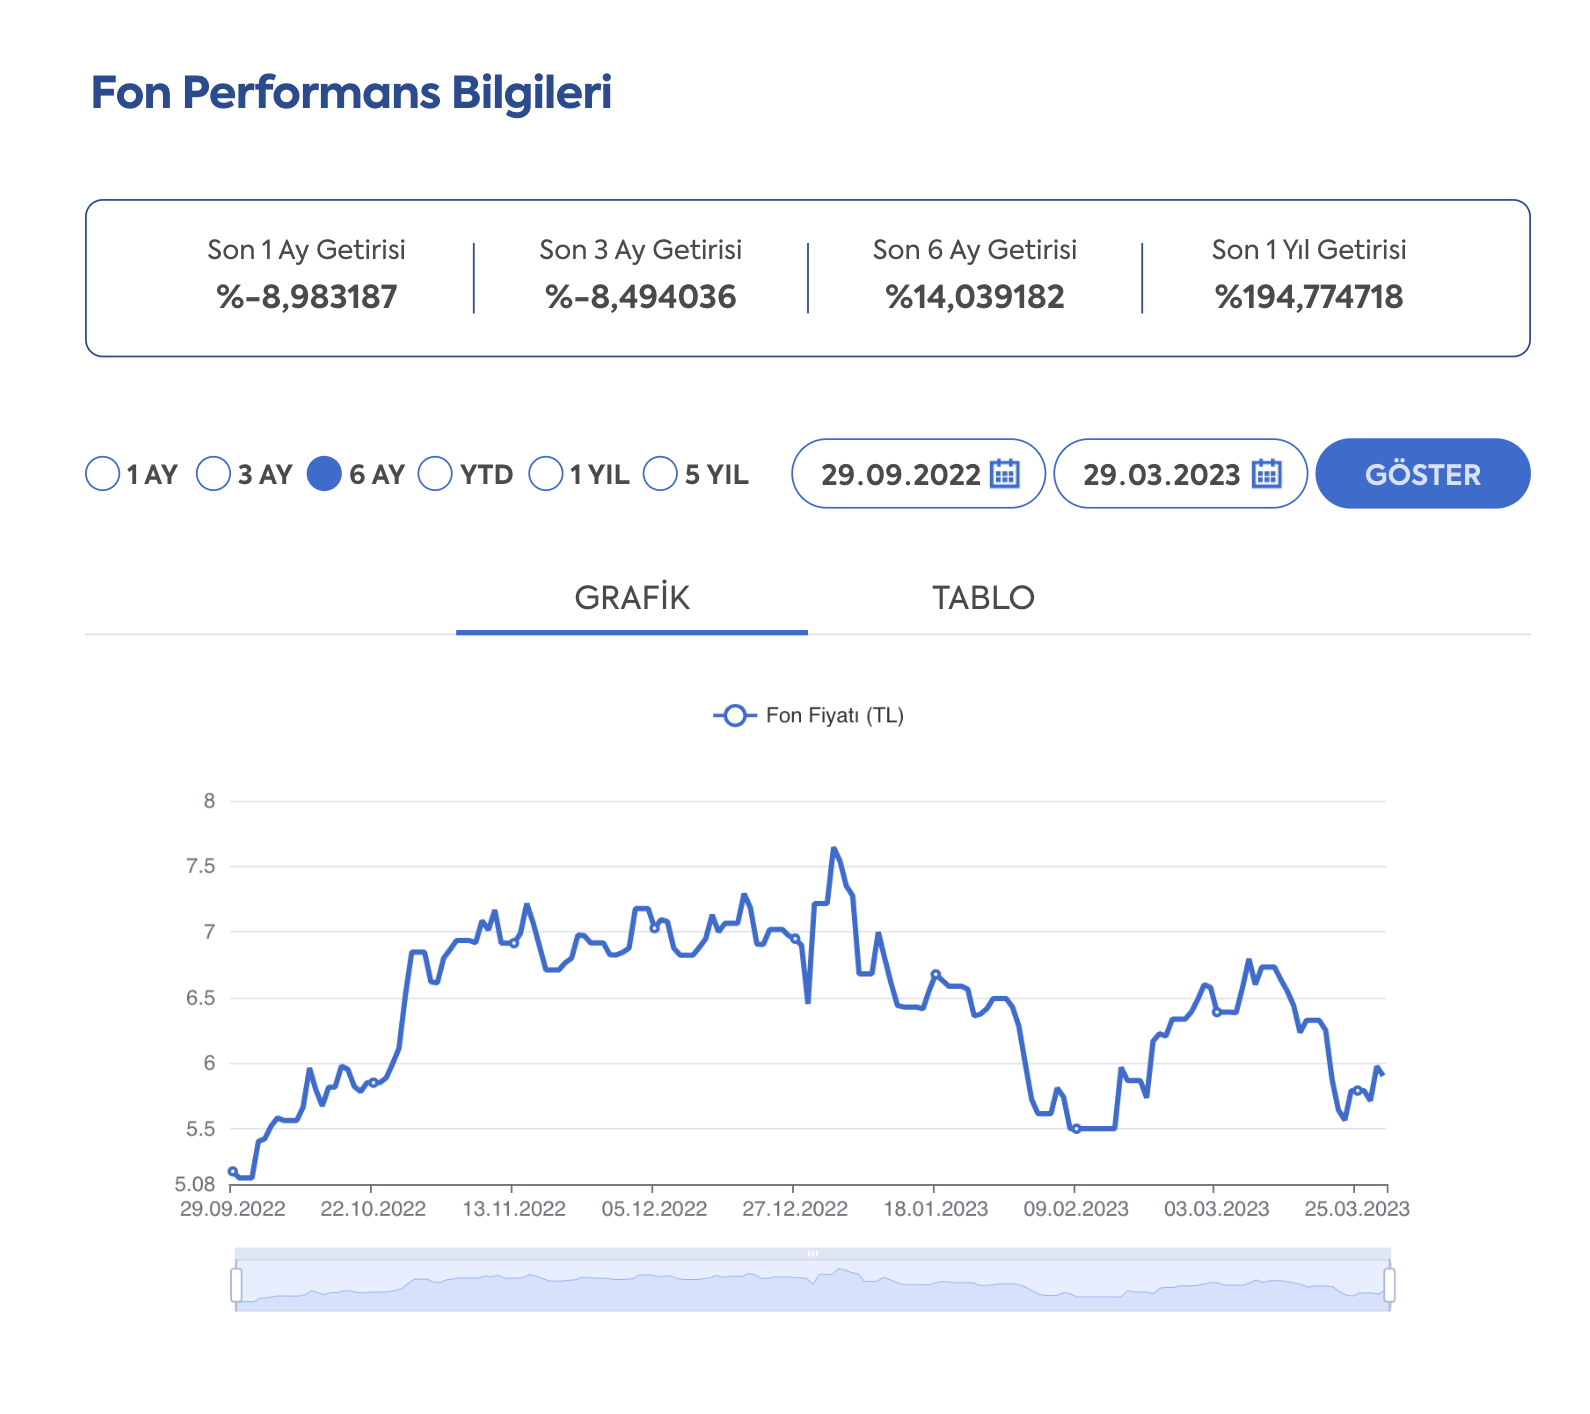 Fon Performans Bilgileri
Son 1 Ay Getirisi
%-8,983187
Son 3 Ay Getirisi
%-8,494036
Son 6 Ay Getirisi
%14,039182
Son 1 Yıl Getirisi
%194,774718
1 AY 3 AY 6 AY YTD 1 YIL 5 YIL 29.09.2022 29.03.2023 GÖSTER
GRAFİK TABLO
Fon Fiyatı (TL)
8
7.5
7
6.5
6
5.5
5.08
29.09.2022 22.10.2022 13.11.2022 05.12.2022 27.12.2022 18.01.2023 09.02.2023 03.03.2023 25.03.2023